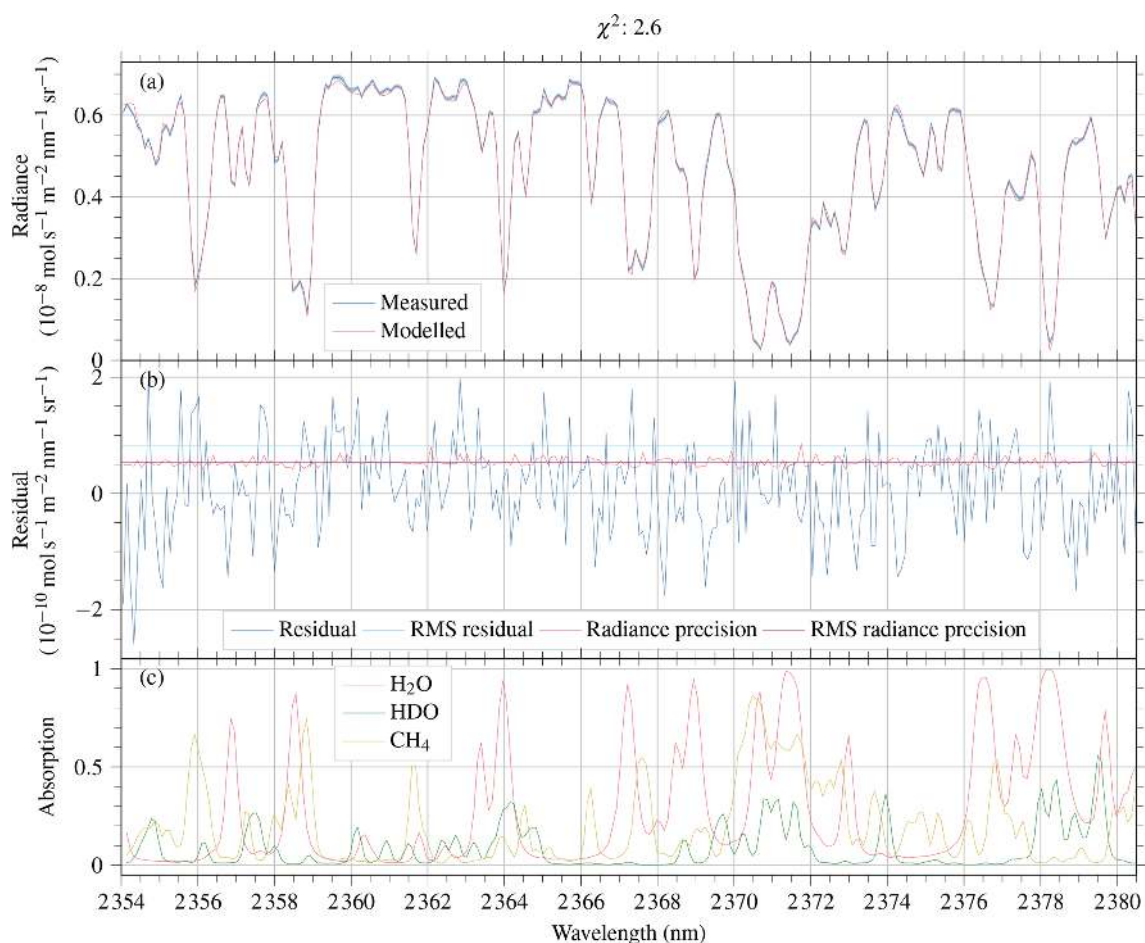 χ²: 2.6
(a)
0.6
0.4
0.2
0
Radiance
(10⁻⁸ mol s⁻¹ m⁻² nm⁻¹ sr⁻¹)
Measured
Modelled
(b)
2
0
−2
Residual
(10⁻¹⁰ mol s⁻¹ m⁻² nm⁻¹ sr⁻¹)
Residual RMS residual Radiance precision RMS radiance precision
(c)
1
0.5
0
Absorption
H₂O
HDO
CH₄
2354 2356 2358 2360 2362 2364 2366 2368 2370 2372 2374 2376 2378 2380
Wavelength (nm)